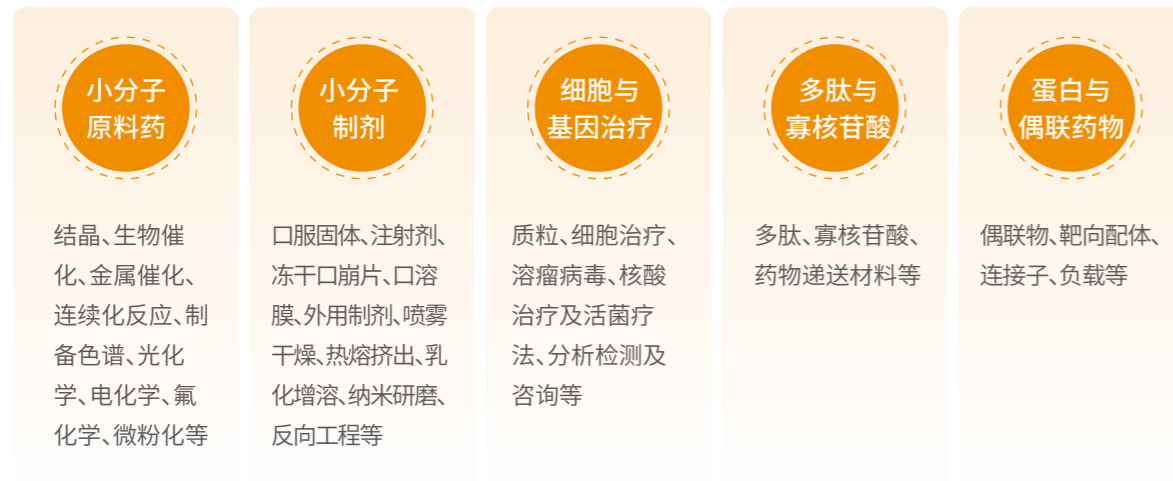 小分子
原料药
结晶、生物催
化、金属催化、
连续化反应、制
备色谱、光化
学、电化学、氟
化学、微粉化等
小分子
制剂
口服固体、注射剂、
冻干口崩片、口溶
膜、外用制剂、喷雾
干燥、热熔挤出、乳
化增溶、纳米研磨、
反向工程等
细胞与
基因治疗
质粒、细胞治疗、
溶瘤病毒、核酸
治疗及活菌疗
法、分析检测及
咨询等
多肽与
寡核苷酸
多肽、寡核苷酸、
药物递送材料等
蛋白与
偶联药物
偶联物、靶向配体、
连接子、负载等